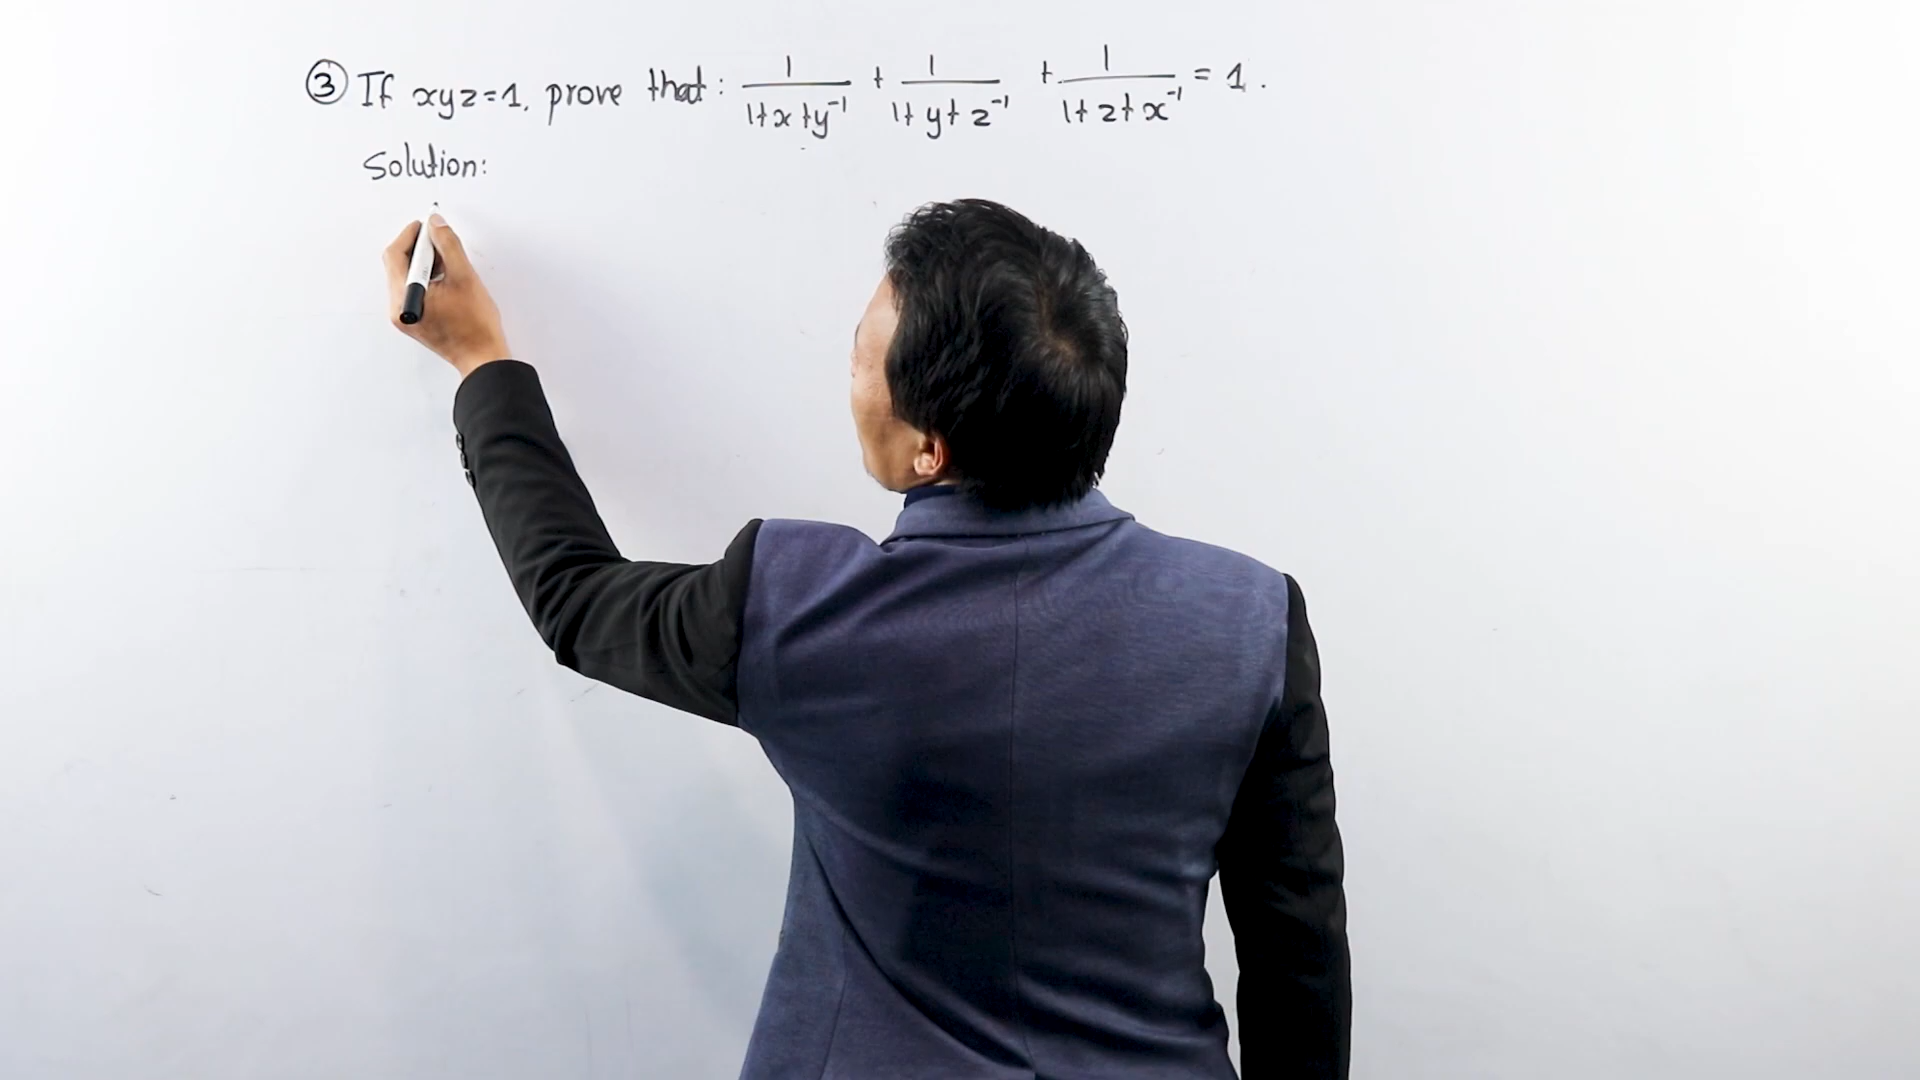 ③ If xyz=1, prove that: 1/(1+x+y⁻¹) + 1/(1+y+z⁻¹) + 1/(1+z+x⁻¹) = 1.
Solution: